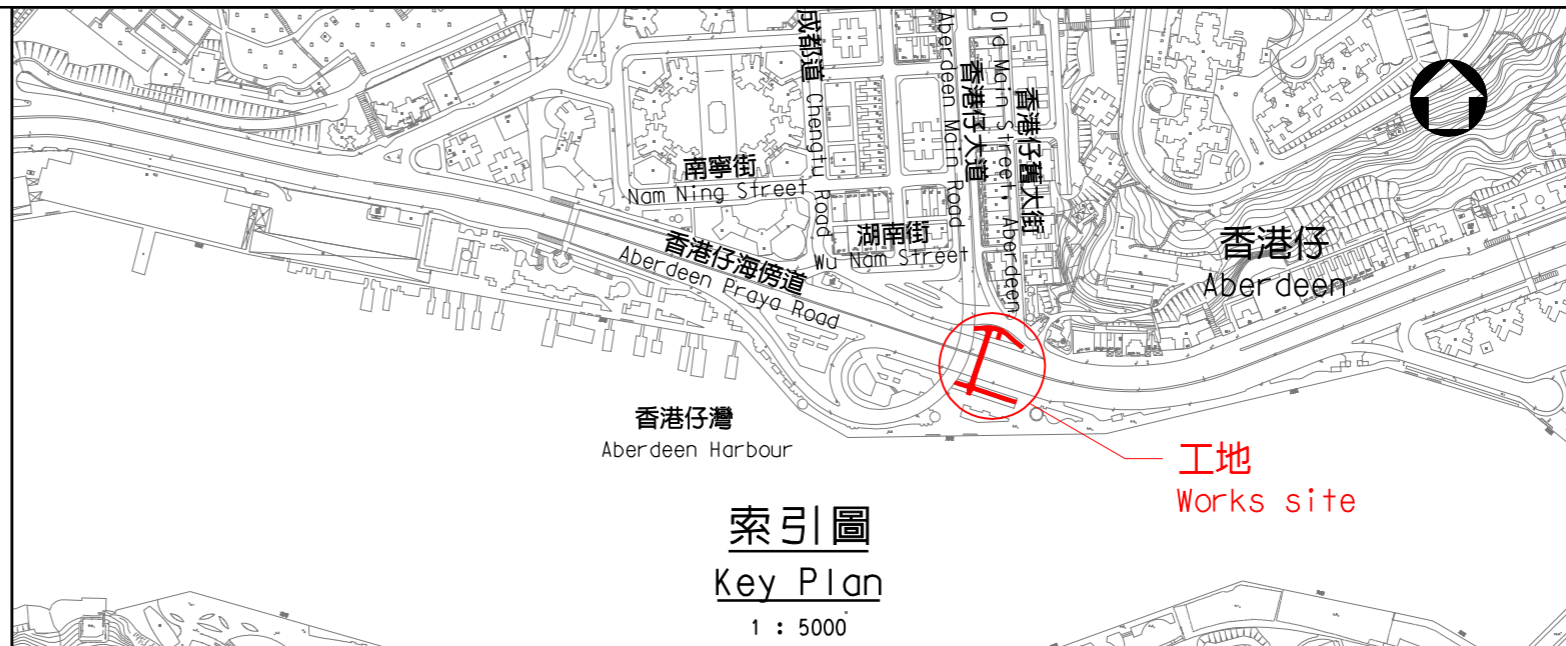 成都道 Chengtu Road
香港仔大道
Aberdeen Main Road
香港仔舊大街
Old Main Street, Aberdeen
南寧街
Nam Ning Street
湖南街
Wu Nam Street
香港仔海傍道
Aberdeen Praya Road
香港仔
Aberdeen
香港仔灣
Aberdeen Harbour
工地
Works site
索引圖
Key Plan
1 : 5000